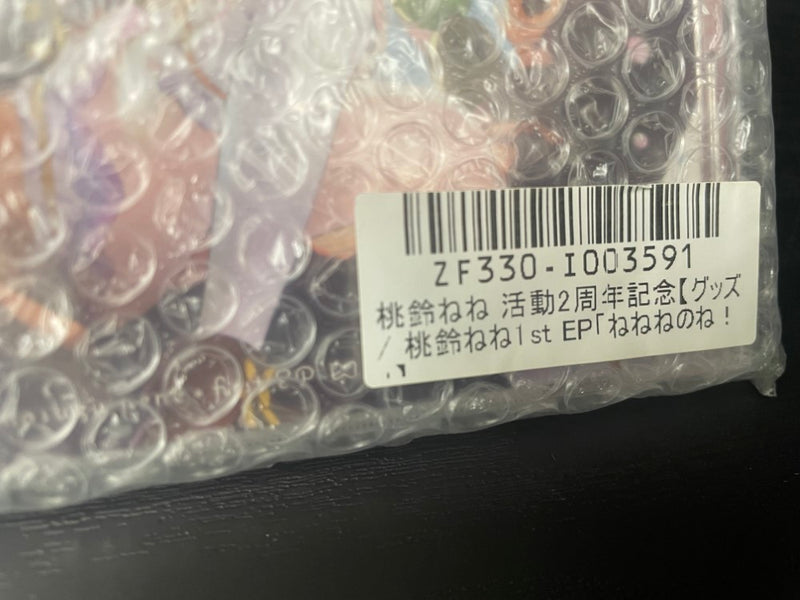 ZF330-I003591
桃鈴ねね 活動2周年記念【グッズ
/ 桃鈴ねね1st EP「ねねねのね！
」】